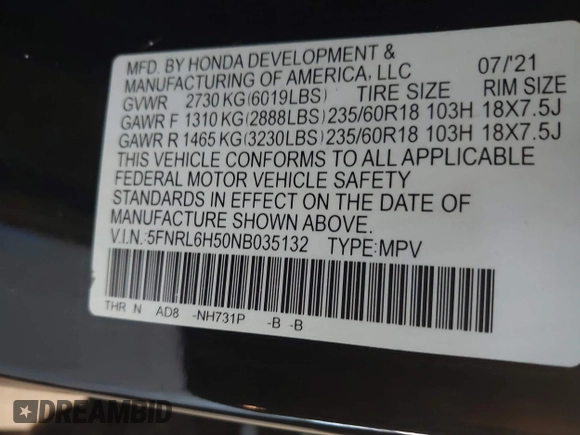 MFD. BY HONDA DEVELOPMENT &
MANUFACTURING OF AMERICA, LLC 07/'21
GVWR 2730 KG(6019LBS) TIRE SIZE RIM SIZE
GAWR F 1310 KG(2888LBS) 235/60R18 103H 18X7.5J
GAWR R 1465 KG(3230LBS) 235/60R18 103H 18X7.5J
THIS VEHICLE CONFORMS TO ALL APPLICABLE
FEDERAL MOTOR VEHICLE SAFETY
STANDARDS IN EFFECT ON THE DATE OF
MANUFACTURE SHOWN ABOVE.
V.I.N.:5FNRL6H50NB035132 TYPE:MPV
THR N AD8 -NH731P -B -B
DREAMBID